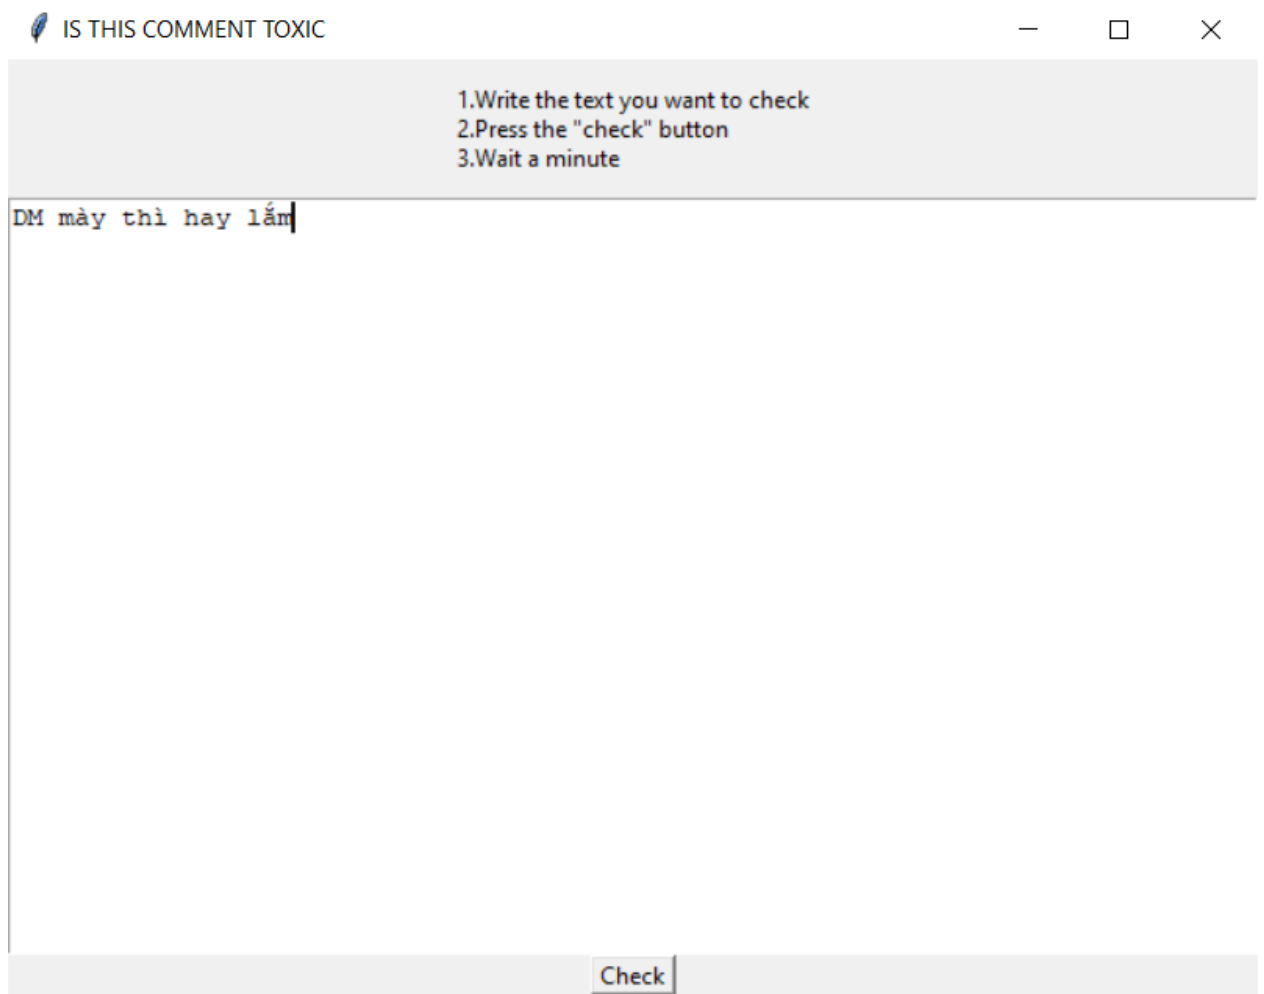 IS THIS COMMENT TOXIC
1.Write the text you want to check
2.Press the "check" button
3.Wait a minute
DM mày thì hay lắm
Check